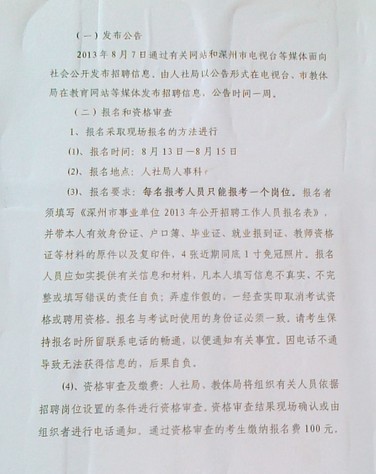 （一）发布公告
2013年8月7日通过有关网站和深州市电视台等媒体面向
社会公开发布招聘信息。由人社局以公告形式在电视台、市教体
局在教育网站等媒体发布招聘信息，公告时间一周。
（二）报名和资格审查
1、报名采取现场报名的方法进行
⑴、报名时间：8月13日—8月15日
⑵、报名地点：人社局人事科
⑶、报名要求：每名报考人员只能报考一个岗位。报名者
须填写《深州市事业单位2013年公开招聘工作人员报名表》，
并带本人有效身份证、户口簿、毕业证、就业报到证、教师资格
证等材料的原件以及复印件，4张近期同底1寸免冠照片。报名
人员应如实提供有关信息和材料，凡本人填写信息不真实、不完
整或填写错误的责任自负；弄虚作假的，一经查实即取消考试资
格或聘用资格。报名与考试时使用的身份证必须一致。请考生保
持报名时所留联系电话的畅通，以便通知有关事宜。因电话不通
导致无法获得信息的，后果自负。
⑷、资格审查及缴费：人社局、教体局将组织有关人员依据
招聘岗位设置的条件进行资格审查。资格审查结果现场确认或由
组织者进行电话通知。通过资格审查的考生缴纳报名费100元，